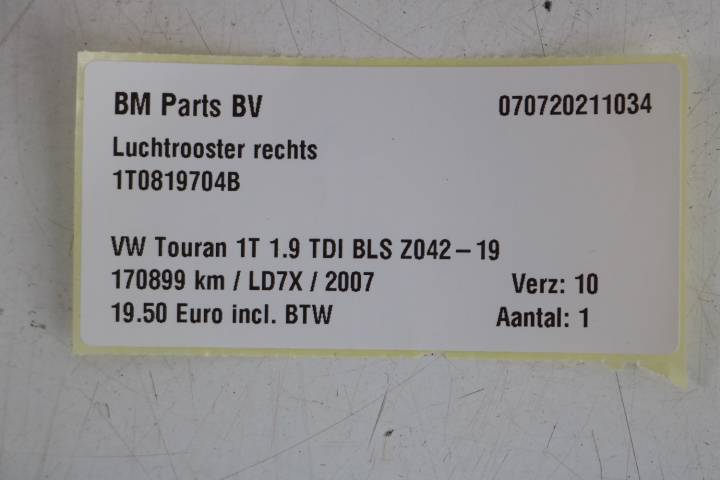 BM Parts BV 070720211034
Luchtrooster rechts
1T0819704B
VW Touran 1T 1.9 TDI BLS Z042-19
170899 km / LD7X / 2007 Verz: 10
19.50 Euro incl. BTW Aantal: 1